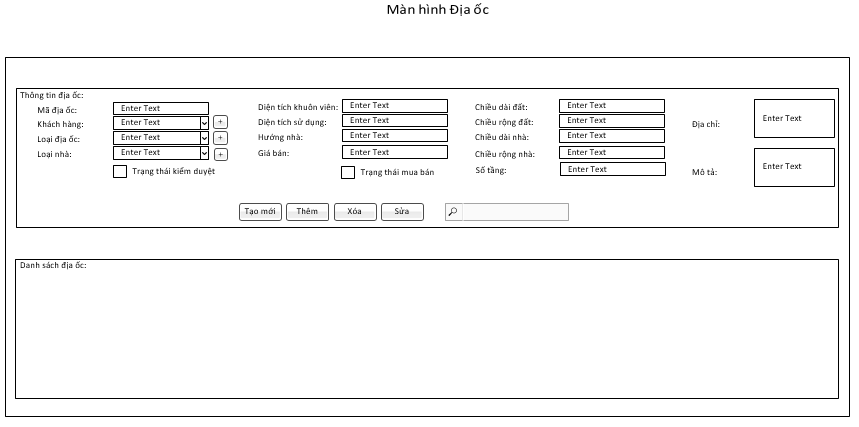 Màn hình Địa ốc
Thông tin địa ốc:
Mã địa ốc: Enter Text
Khách hàng: Enter Text +
Loại địa ốc: Enter Text +
Loại nhà: Enter Text +
Trạng thái kiểm duyệt
Diện tích khuôn viên: Enter Text
Diện tích sử dụng: Enter Text
Hướng nhà: Enter Text
Giá bán: Enter Text
Trạng thái mua bán
Chiều dài đất: Enter Text
Chiều rộng đất: Enter Text
Chiều dài nhà: Enter Text
Chiều rộng nhà: Enter Text
Số tầng: Enter Text
Địa chỉ: Enter Text
Mô tả: Enter Text
Tạo mới Thêm Xóa Sửa
Danh sách địa ốc: